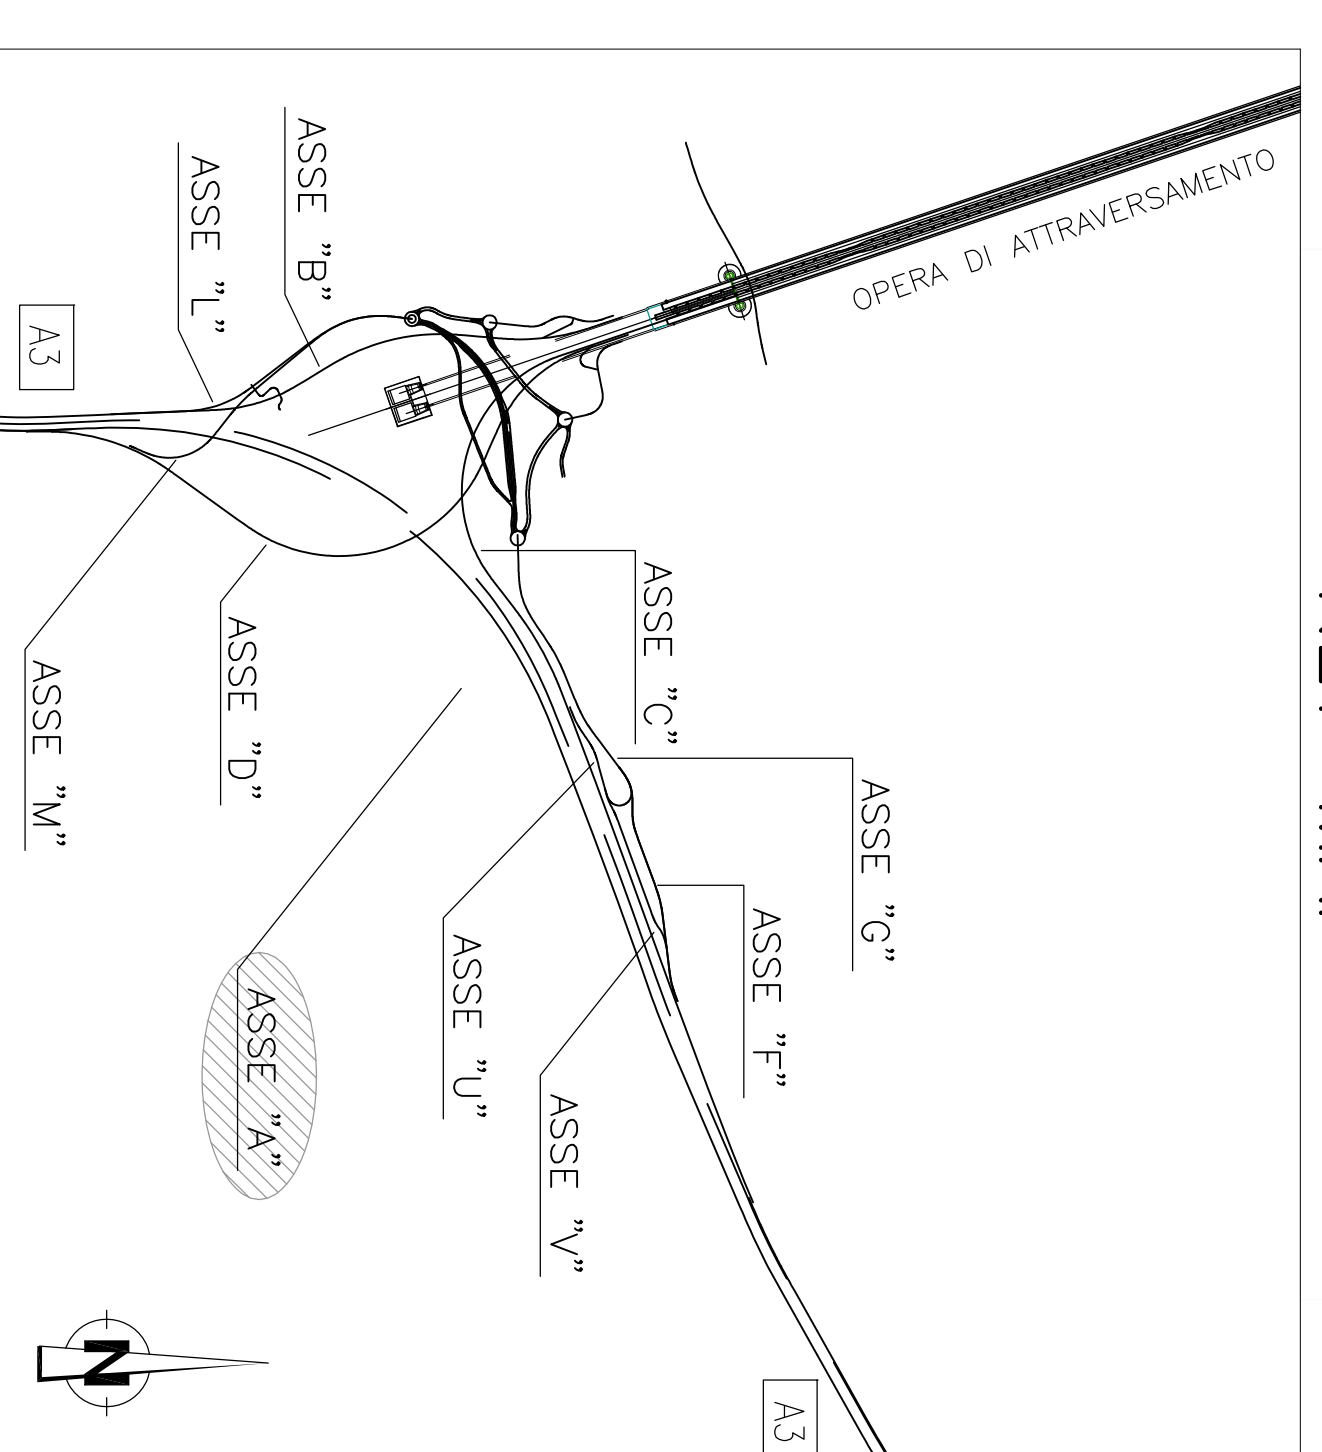 OPERA DI ATTRAVERSAMENTO
ASSE "B"
ASSE "L"
A3
ASSE "C"
ASSE "D"
ASSE "M"
ASSE "G"
ASSE "F"
ASSE "U"
ASSE "A"
ASSE "V"
N
A3